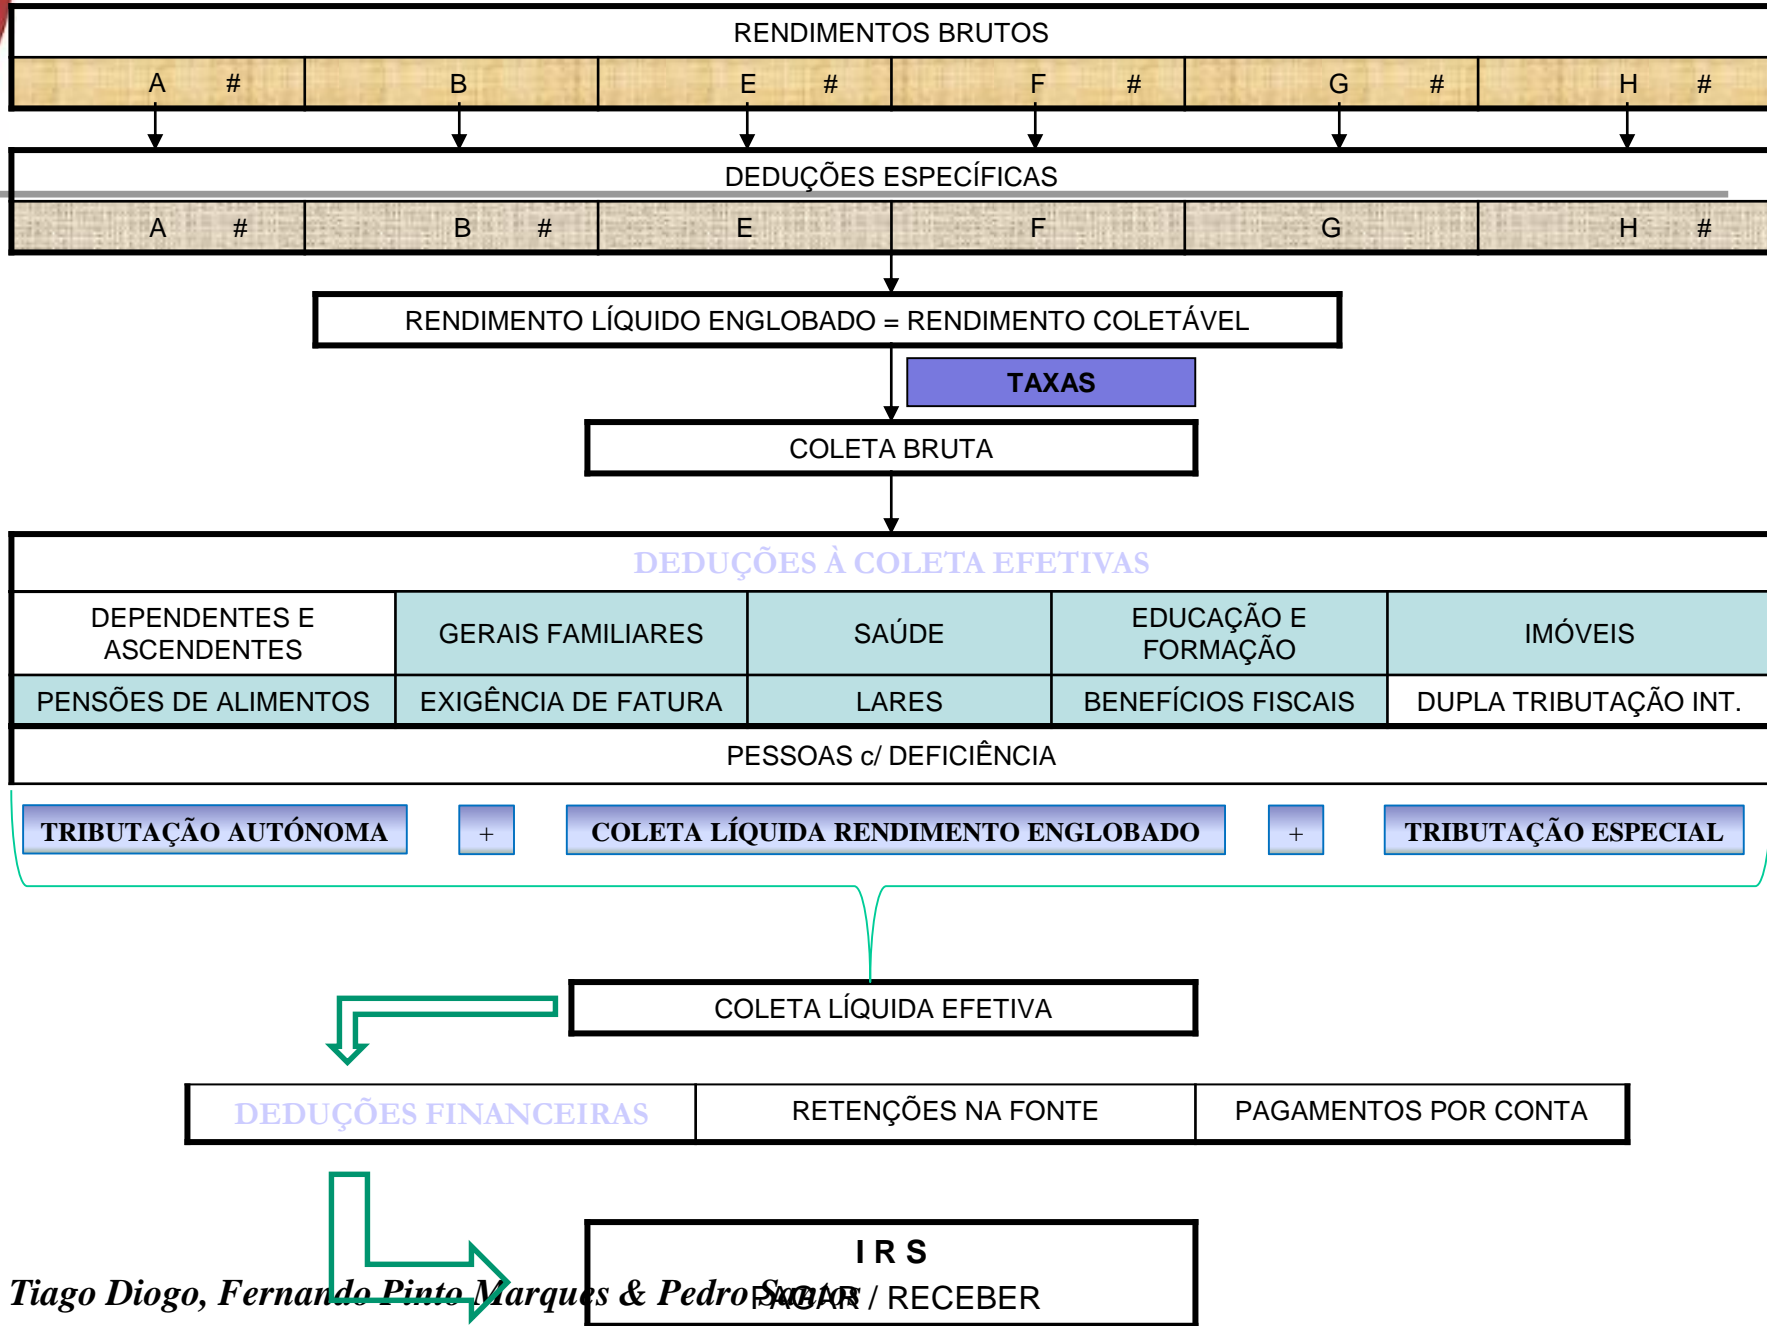 RENDIMENTOS BRUTOS
A # B E # F # G # H #
DEDUÇÕES ESPECÍFICAS
A # B # E F G H #
RENDIMENTO LÍQUIDO ENGLOBADO = RENDIMENTO COLETÁVEL
TAXAS
COLETA BRUTA
DEDUÇÕES À COLETA EFETIVAS
DEPENDENTES E
ASCENDENTES
GERAIS FAMILIARES
SAÚDE
EDUCAÇÃO E
FORMAÇÃO
IMÓVEIS
PENSÕES DE ALIMENTOS
EXIGÊNCIA DE FATURA
LARES
BENEFÍCIOS FISCAIS
DUPLA TRIBUTAÇÃO INT.
PESSOAS c/ DEFICIÊNCIA
TRIBUTAÇÃO AUTÓNOMA + COLETA LÍQUIDA RENDIMENTO ENGLOBADO + TRIBUTAÇÃO ESPECIAL
COLETA LÍQUIDA EFETIVA
DEDUÇÕES FINANCEIRAS
RETENÇÕES NA FONTE
PAGAMENTOS POR CONTA
I R S
PAGAR / RECEBER
Tiago Diogo, Fernando Pinto Marques & Pedro Santos